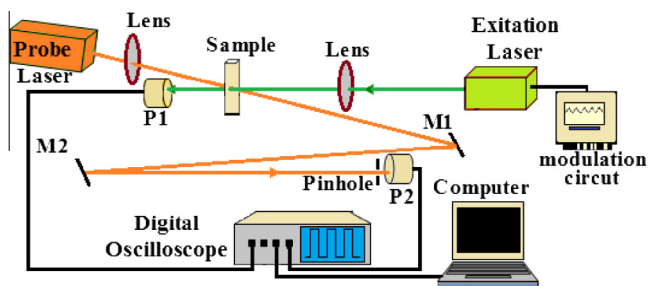 Lens
Sample
Lens
Exitation
Laser
Probe
Laser
P1
M1
M2
modulation
circut
Pinhole
P2
Computer
Digital
Oscilloscope